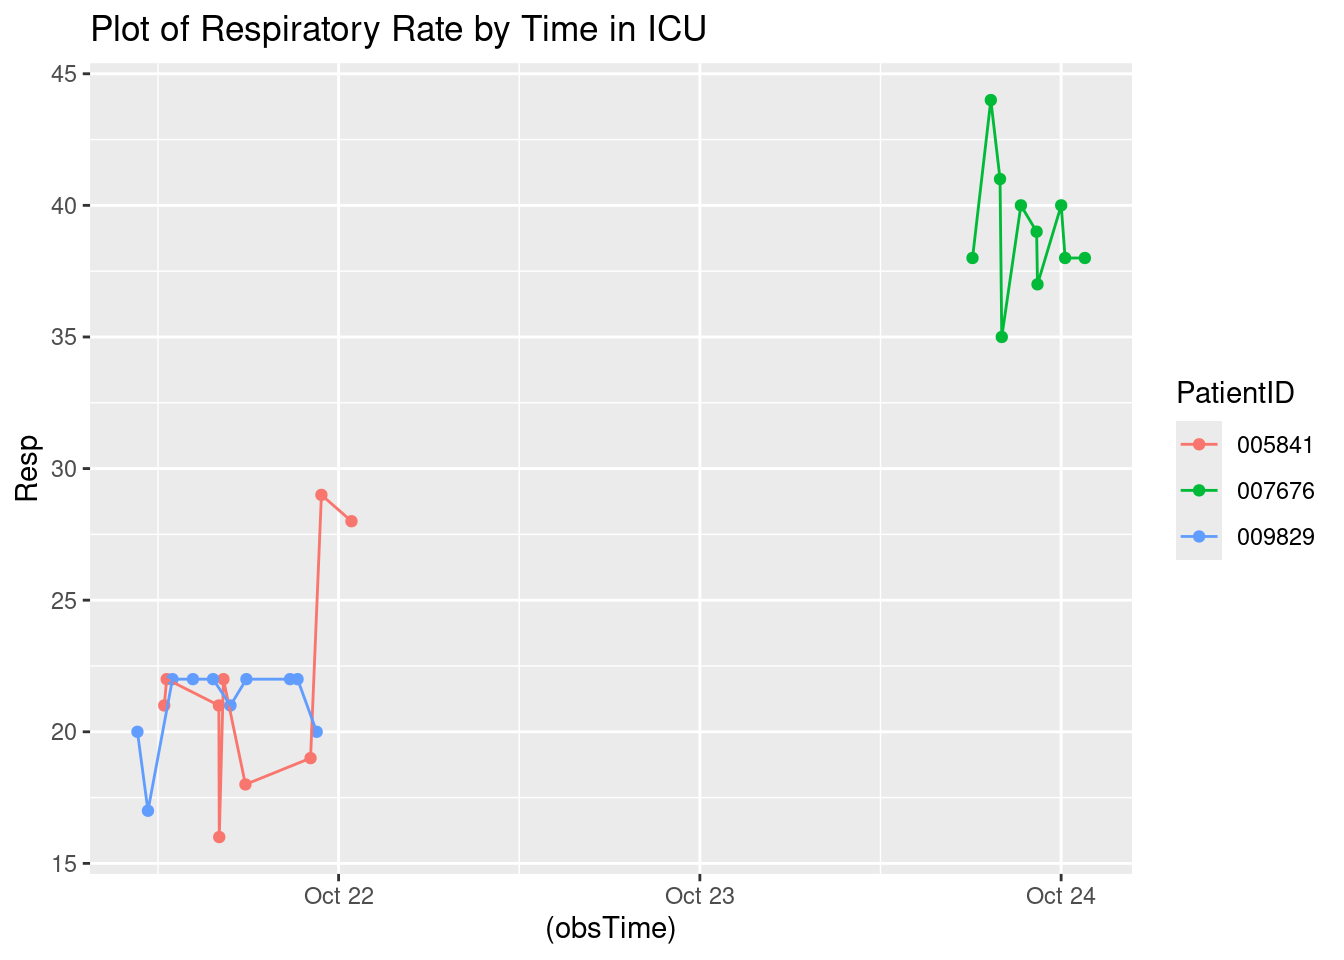 Plot of Respiratory Rate by Time in ICU
45
40
35
30
25
20
15
Resp
Oct 22
Oct 23
Oct 24
(obsTime)
PatientID
005841
007676
009829